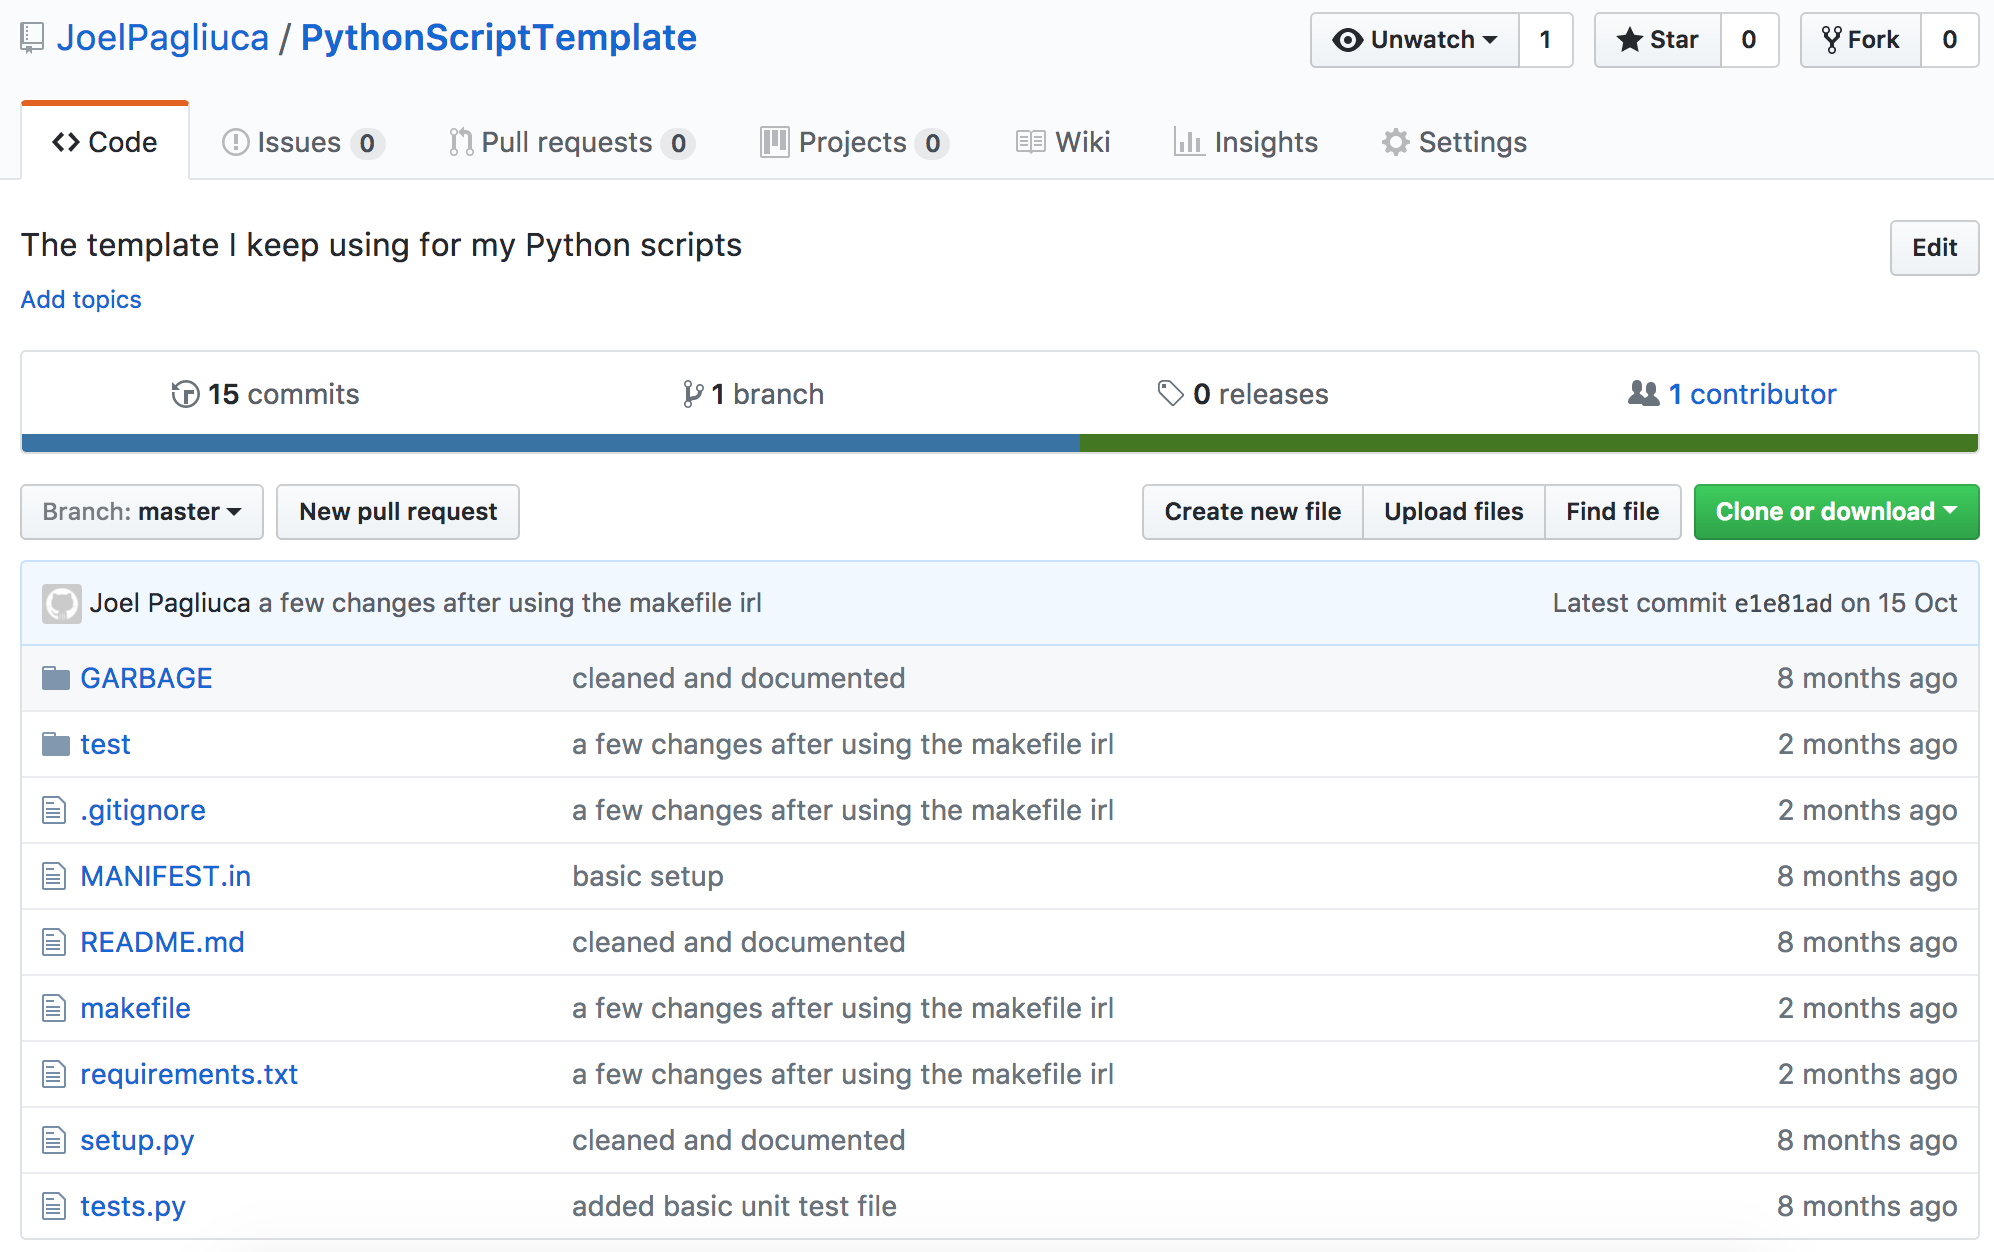 JoelPagliuca / PythonScriptTemplate
Unwatch 1 Star 0 Fork 0
Code Issues 0 Pull requests 0 Projects 0 Wiki Insights Settings
The template I keep using for my Python scripts
Edit
Add topics
15 commits 1 branch 0 releases 1 contributor
Branch: master New pull request Create new file Upload files Find file Clone or download
Joel Pagliuca a few changes after using the makefile irl Latest commit e1e81ad on 15 Oct
GARBAGE cleaned and documented 8 months ago
test a few changes after using the makefile irl 2 months ago
.gitignore a few changes after using the makefile irl 2 months ago
MANIFEST.in basic setup 8 months ago
README.md cleaned and documented 8 months ago
makefile a few changes after using the makefile irl 2 months ago
requirements.txt a few changes after using the makefile irl 2 months ago
setup.py cleaned and documented 8 months ago
tests.py added basic unit test file 8 months ago